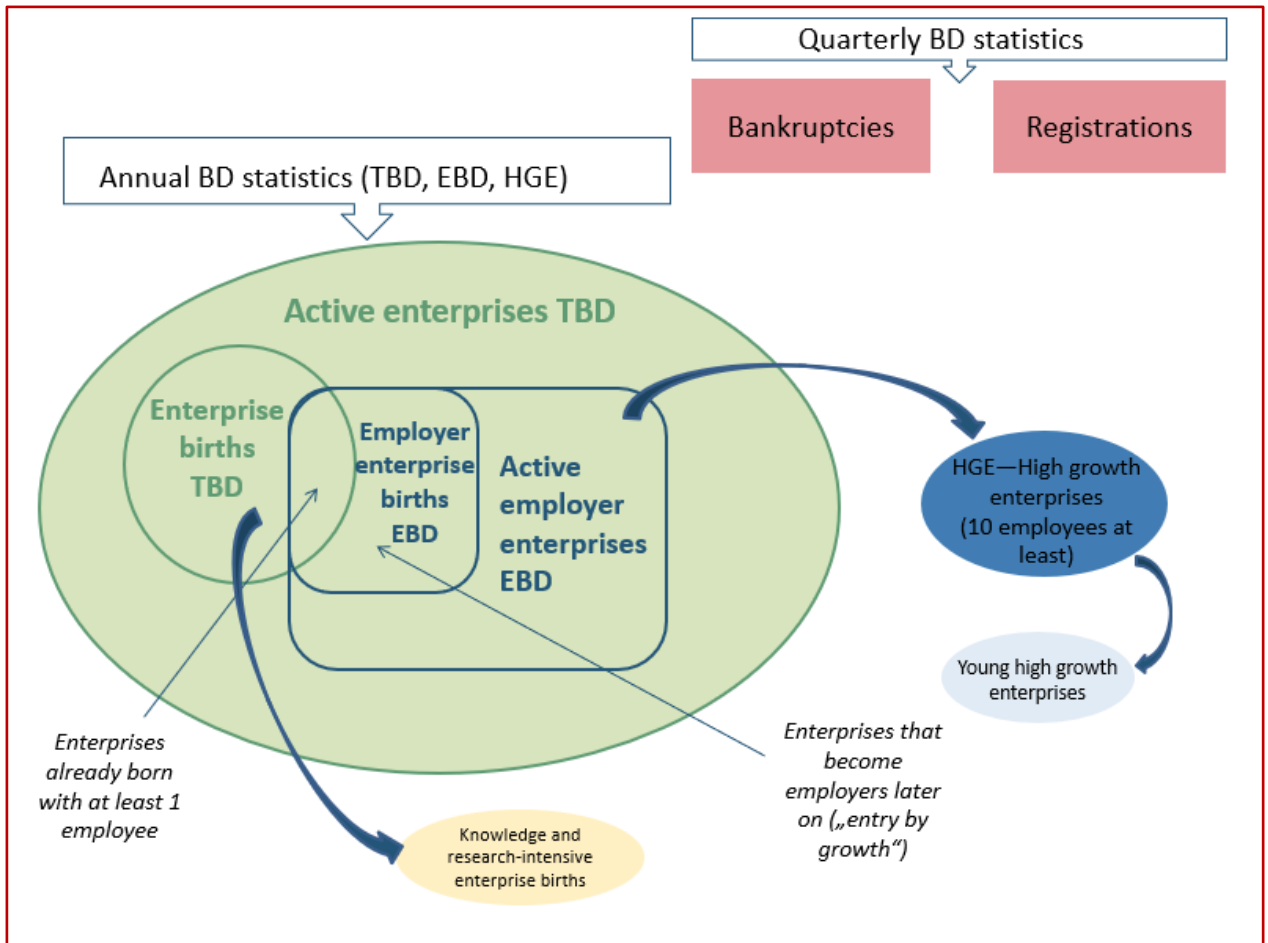 Quarterly BD statistics
Bankruptcies
Registrations
Annual BD statistics (TBD, EBD, HGE)
Active enterprises TBD
Enterprise
births
TBD
Employer
enterprise
births
EBD
Active
employer
enterprises
EBD
HGE—High growth
enterprises
(10 employees at
least)
Young high growth
enterprises
Enterprises
already born
with at least 1
employee
Enterprises that
become
employers later
on („entry by
growth“)
Knowledge and
research-intensive
enterprise births